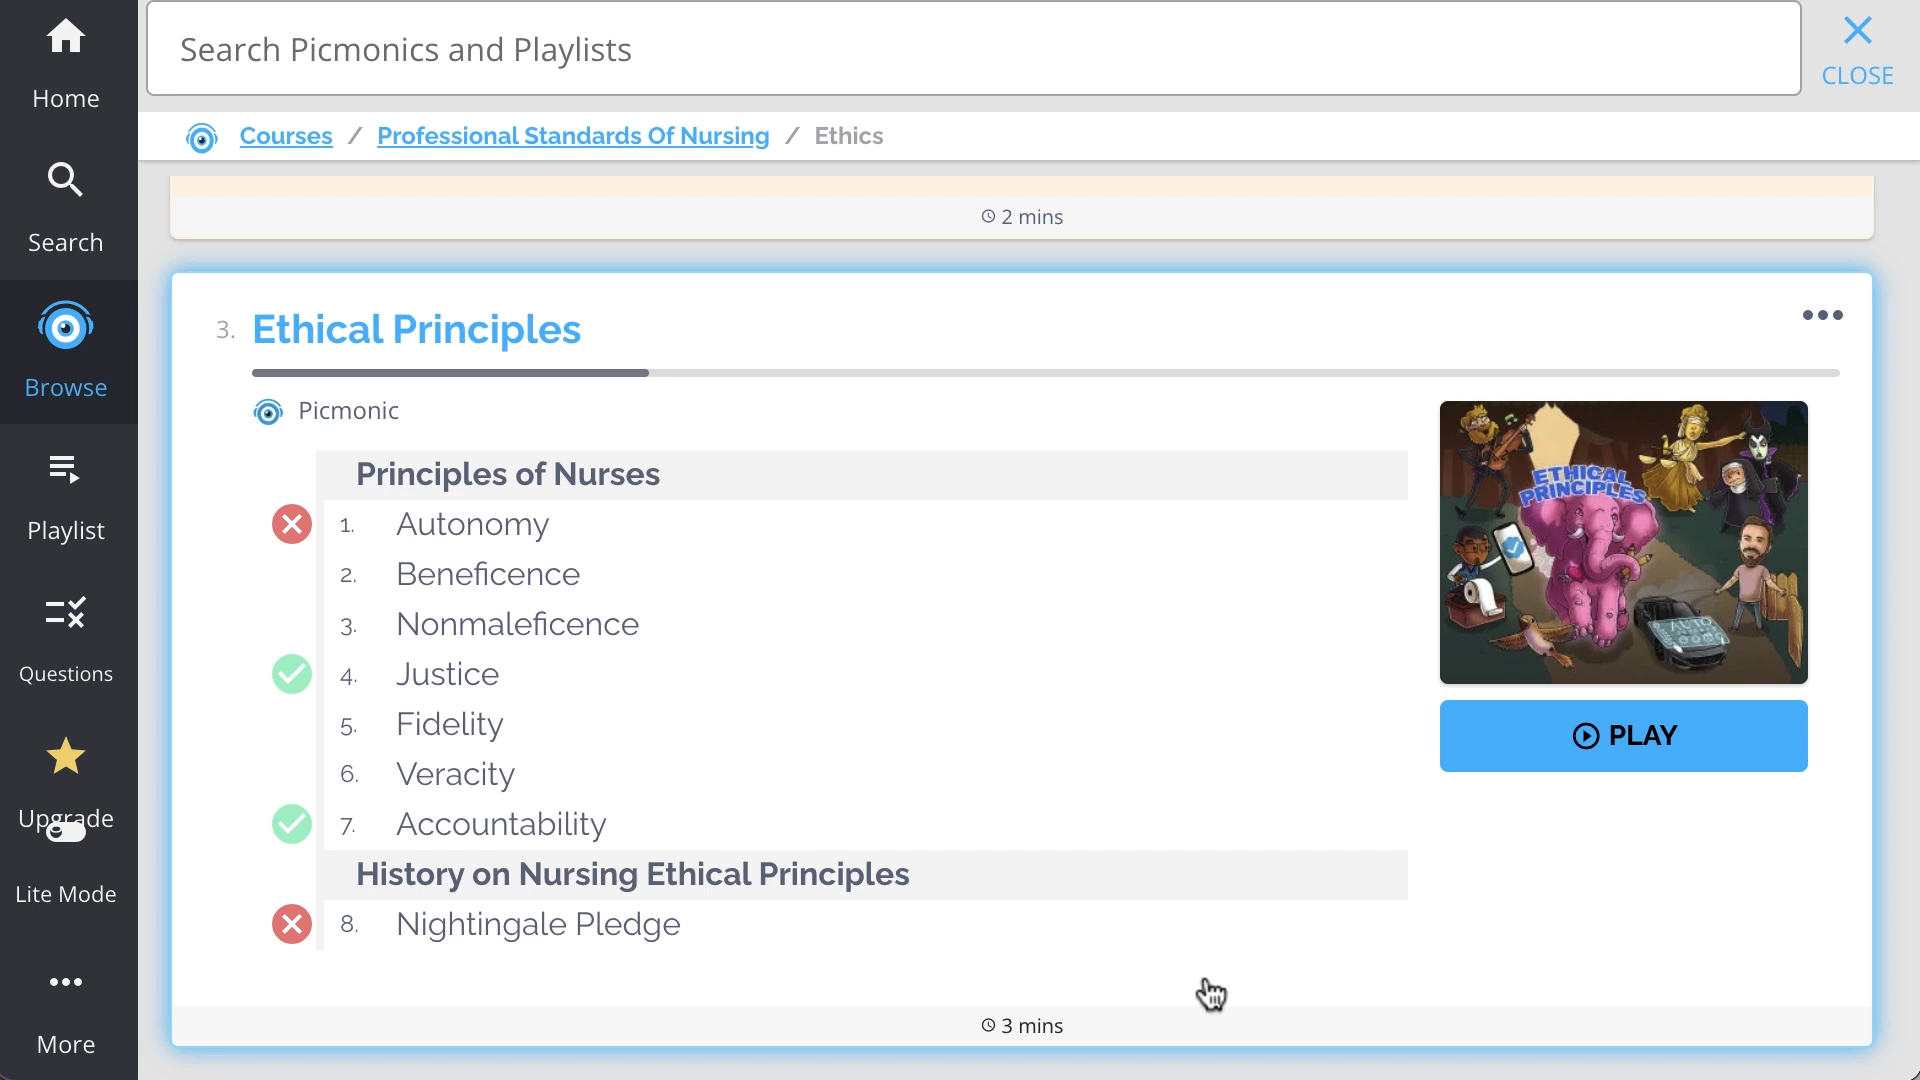 Home
Search
Browse
Playlist
Questions
Upgrade
Lite Mode
More
Search Picmonics and Playlists
CLOSE
Courses / Professional Standards Of Nursing / Ethics
2 mins
3. Ethical Principles
Picmonic
Principles of Nurses
1. Autonomy
2. Beneficence
3. Nonmaleficence
4. Justice
5. Fidelity
6. Veracity
7. Accountability
History on Nursing Ethical Principles
8. Nightingale Pledge
ETHICAL
PRINCIPLES
AUTO
PLAY
3 mins